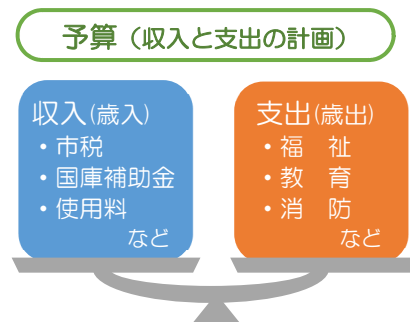 予算（収入と支出の計画）
収入(歳入)
・市税
・国庫補助金
・使用料
など
支出(歳出)
・福　祉
・教　育
・消　防
など